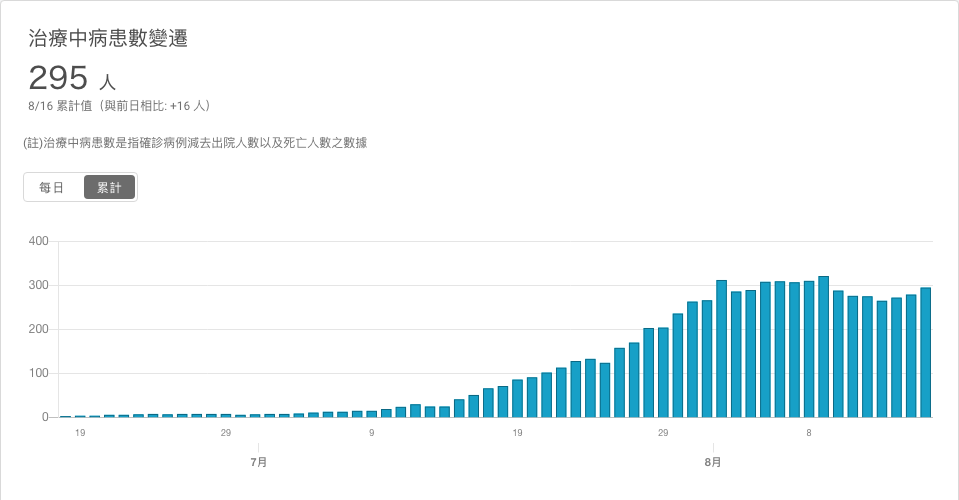 治療中病患數變遷
295 人
8/16 累計值（與前日相比: +16 人）
(註)治療中病患數是指確診病例減去出院人數以及死亡人數之數據
每日 累計
400
300
200
100
0
19 29 9 19 29 8
7月 8月